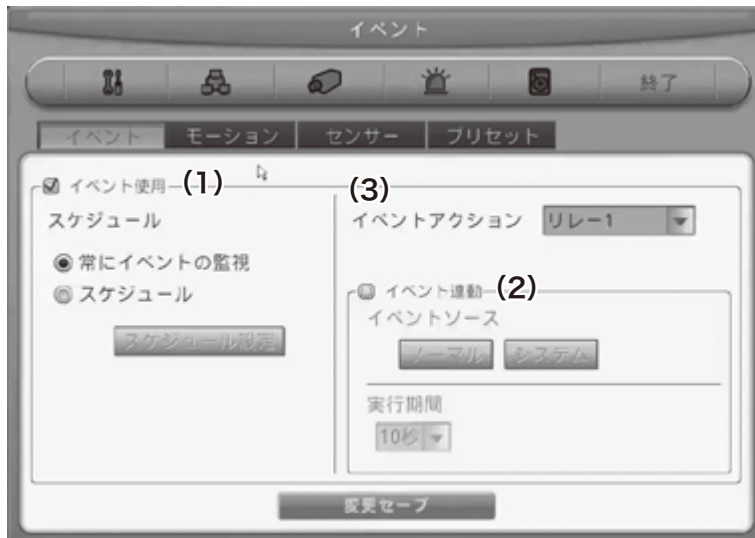 イベント
終了
イベント モーション センサー プリセット
イベント使用 (1)
スケジュール
常にイベントの監視
スケジュール
スケジュール設定
(3)
イベントアクション リレー1
イベント連動 (2)
イベントソース
ノーマル システム
実行期間
10秒
変更セーブ